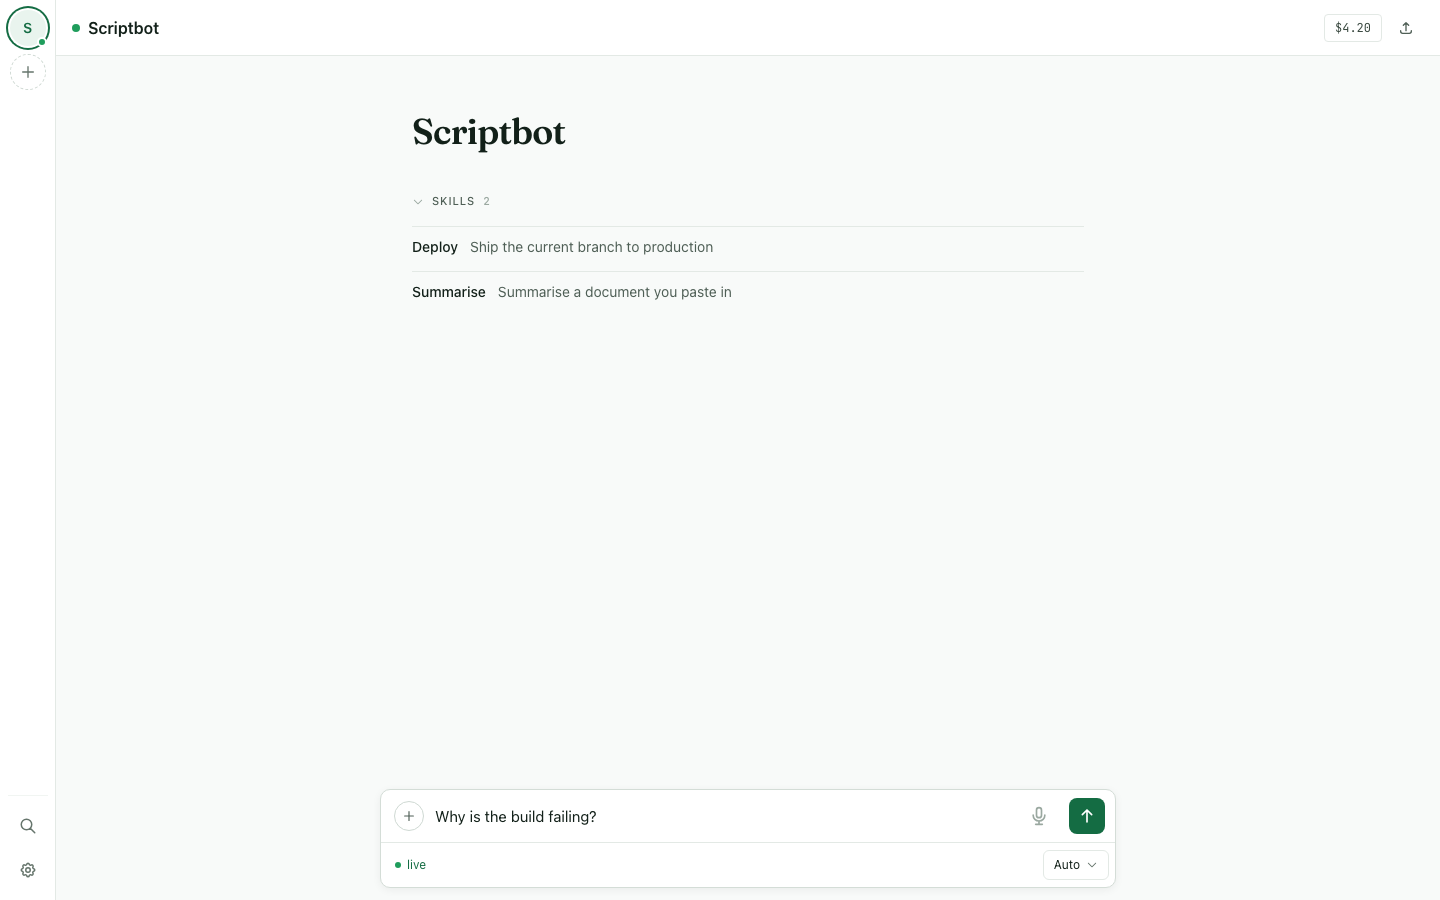 S
Scriptbot
$4.20
Scriptbot
SKILLS 2
Deploy Ship the current branch to production
Summarise Summarise a document you paste in
Why is the build failing?
live
Auto